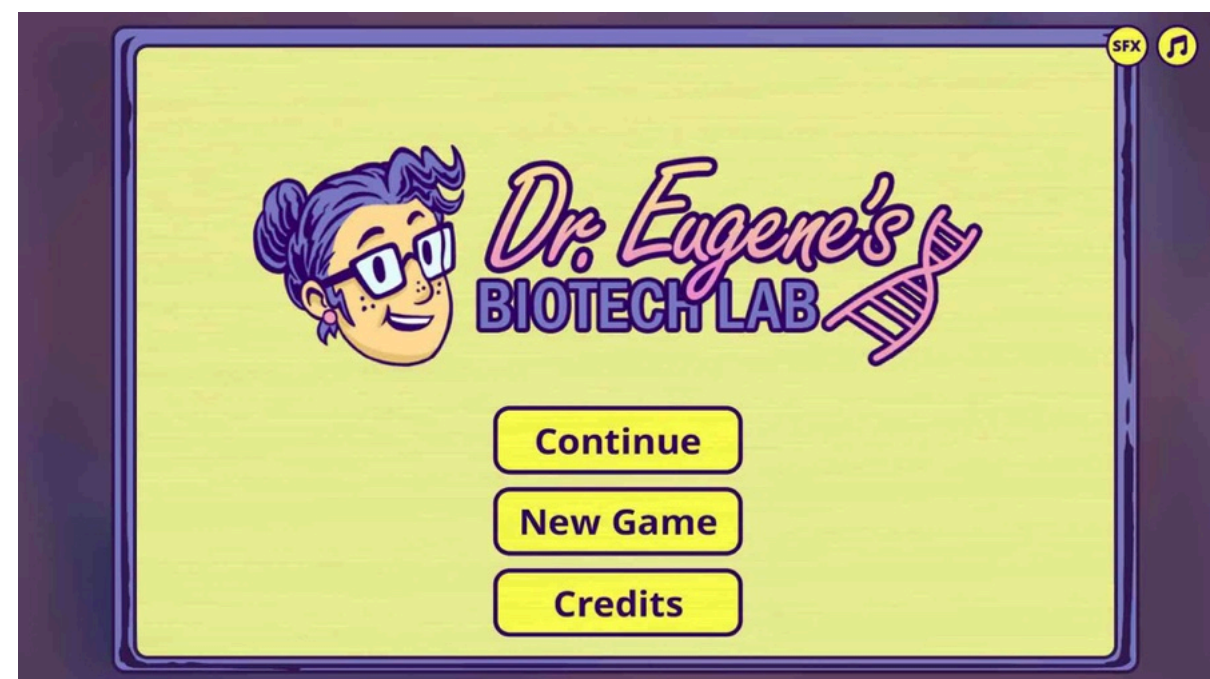 SFX
Dr. Eugene's
BIOTECH LAB
Continue
New Game
Credits